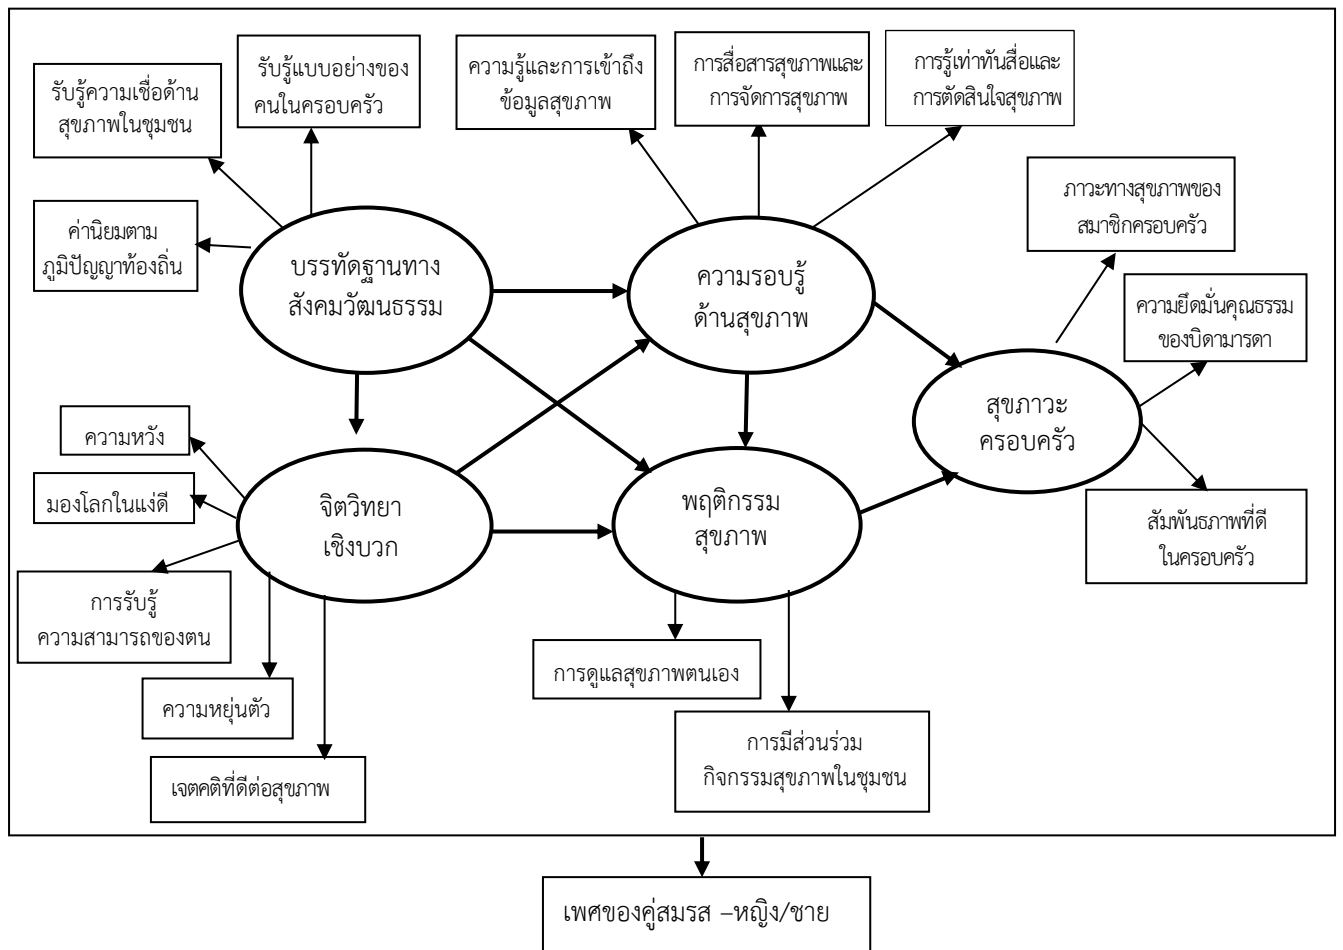 รับรู้ความเชื่อด้าน
สุขภาพในชุมชน
รับรู้แบบอย่างของ
คนในครอบครัว
ความรู้และการเข้าถึง
ข้อมูลสุขภาพ
การสื่อสารสุขภาพและ
การจัดการสุขภาพ
การรู้เท่าทันสื่อและ
การตัดสินใจสุขภาพ
ภาวะทางสุขภาพของ
สมาชิกครอบครัว
ค่านิยมตาม
ภูมิปัญญาท้องถิ่น
บรรทัดฐานทาง
สังคมวัฒนธรรม
ความรอบรู้
ด้านสุขภาพ
ความยึดมั่นคุณธรรม
ของบิดามารดา
สุขภาวะ
ครอบครัว
ความหวัง
มองโลกในแง่ดี
จิตวิทยา
เชิงบวก
พฤติกรรม
สุขภาพ
สัมพันธภาพที่ดี
ในครอบครัว
การรับรู้
ความสามารถของตน
การดูแลสุขภาพตนเอง
ความหยุ่นตัว
การมีส่วนร่วม
กิจกรรมสุขภาพในชุมชน
เจตคติที่ดีต่อสุขภาพ
เพศของคู่สมรส –หญิง/ชาย